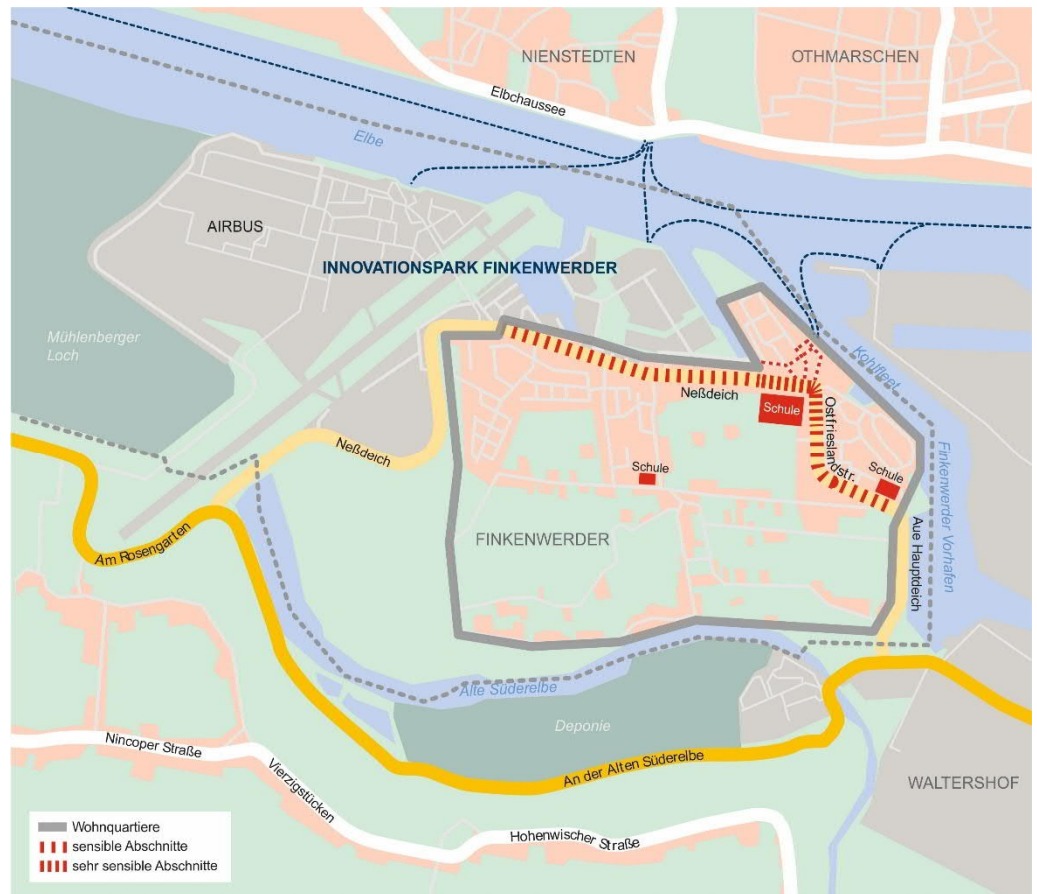 NIENSTEDTEN
OTHMARSCHEN
Elbchaussee
Elbe
AIRBUS
INNOVATIONSPARK FINKENWERDER
Mühlenberger
Loch
Kohlfleet
Neßdeich
Schule
Ostfrieslandstr.
Neßdeich
Schule
Schule
Finkenwerder Vorhafen
Aue Hauptdeich
FINKENWERDER
Am Rosengarten
Alte Süderelbe
Deponie
Nincoper Straße
An der Alten Süderelbe
Vierzigstücken
WALTERSHOF
Hohenwischer Straße
Wohnquartiere
sensible Abschnitte
sehr sensible Abschnitte